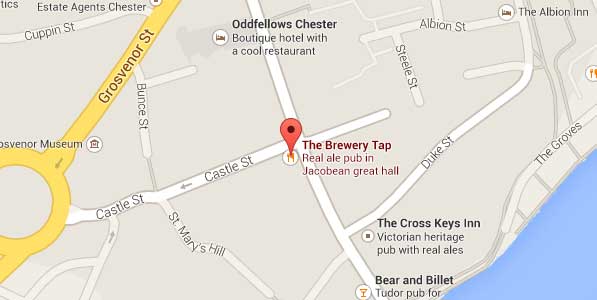 Estate Agents Chester
tics
Cuppin St
Grosvenor St
Oddfellows Chester
Boutique hotel with
a cool restaurant
Albion St
The Albion Inn
Steele St
Bunce St
osvenor Museum
The Brewery Tap
Real ale pub in
Jacobean great hall
Duke St
The Groves
Castle St
Castle St
St. Mary's Hill
The Cross Keys Inn
Victorian heritage
pub with real ales
Bear and Billet
Tudor pub for